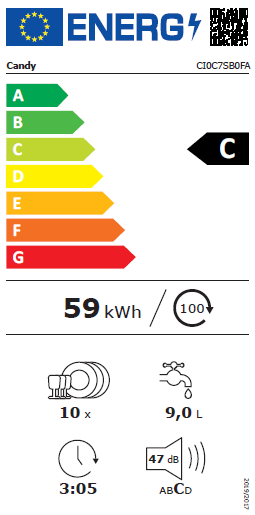 ENERG
Candy CI0C7SB0FA
A
B
C
C
D
E
F
G
59 kWh / 100
10 x 9,0 L
47 dB
3:05 ABCD
2019/2017